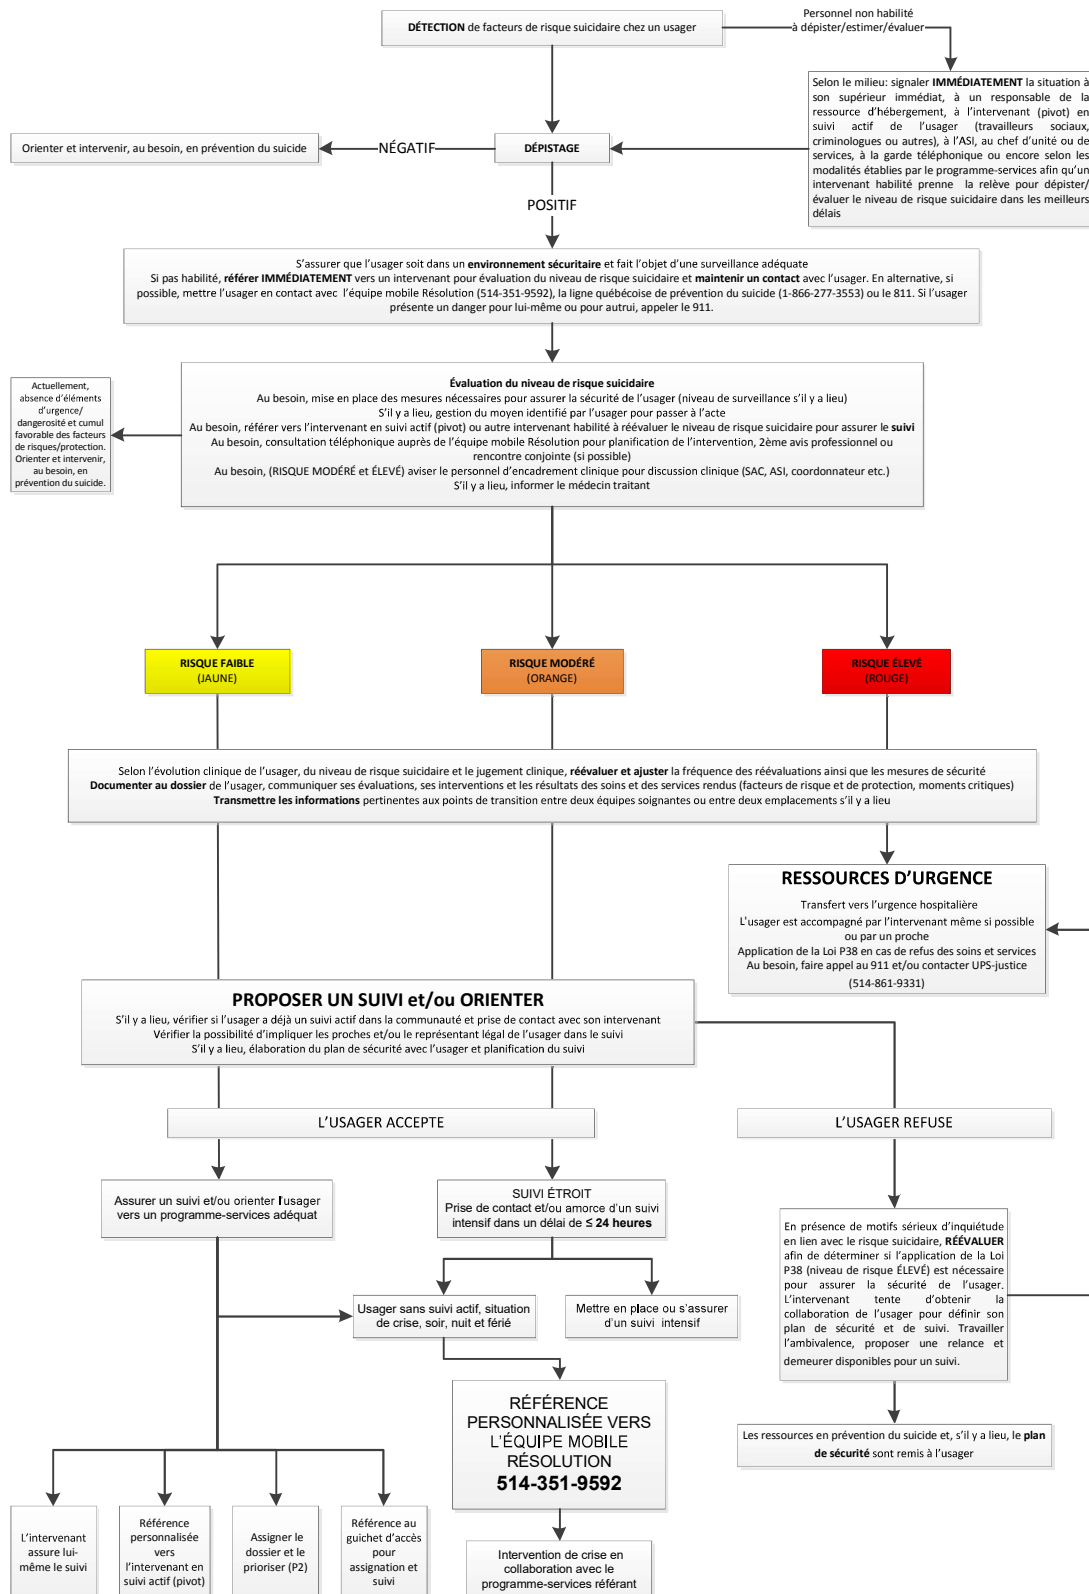 DÉTECTION de facteurs de risque suicidaire chez un usager
Personnel non habilité
à dépister/estimer/évaluer
Selon le milieu: signaler IMMÉDIATEMENT la situation à
son supérieur immédiat, à un responsable de la
ressource d'hébergement, à l'intervenant (pivot) en
suivi actif de l'usager (travailleurs sociaux,
criminologues ou autres), à l'ASI, au chef d'unité ou de
services, à la garde téléphonique ou encore selon les
modalités établies par le programme-services afin qu'un
intervenant habilité prenne la relève pour dépister/
évaluer le niveau de risque suicidaire dans les meilleurs
délais
Orienter et intervenir, au besoin, en prévention du suicide
NÉGATIF
DÉPISTAGE
POSITIF
S'assurer que l'usager soit dans un environnement sécuritaire et fait l'objet d'une surveillance adéquate
Si pas habilité, référer IMMÉDIATEMENT vers un intervenant pour évaluation du niveau de risque suicidaire et maintenir un contact avec l'usager. En alternative, si
possible, mettre l'usager en contact avec l'équipe mobile Résolution (514-351-9592), la ligne québécoise de prévention du suicide (1-866-277-3553) ou le 811. Si l'usager
présente un danger pour lui-même ou pour autrui, appeler le 911.
Actuellement,
absence d'éléments
d'urgence/
dangerosité et cumul
favorable des facteurs
de risques/protection.
Orienter et intervenir,
au besoin, en
prévention du suicide.
Évaluation du niveau de risque suicidaire
Au besoin, mise en place des mesures nécessaires pour assurer la sécurité de l'usager (niveau de surveillance s'il y a lieu)
S'il y a lieu, gestion du moyen identifié par l'usager pour passer à l'acte
Au besoin, référer vers l'intervenant en suivi actif (pivot) ou autre intervenant habilité à réévaluer le niveau de risque suicidaire pour assurer le suivi
Au besoin, consultation téléphonique auprès de l'équipe mobile Résolution pour planification de l'intervention, 2ème avis professionnel ou
rencontre conjointe (si possible)
Au besoin, (RISQUE MODÉRÉ et ÉLEVÉ) aviser le personnel d'encadrement clinique pour discussion clinique (SAC, ASI, coordonnateur etc.)
S'il y a lieu, informer le médecin traitant
RISQUE FAIBLE
(JAUNE)
RISQUE MODÉRÉ
(ORANGE)
RISQUE ÉLEVÉ
(ROUGE)
Selon l'évolution clinique de l'usager, du niveau de risque suicidaire et le jugement clinique, réévaluer et ajuster la fréquence des réévaluations ainsi que les mesures de sécurité
Documenter au dossier de l'usager, communiquer ses évaluations, ses interventions et les résultats des soins et des services rendus (facteurs de risque et de protection, moments critiques)
Transmettre les informations pertinentes aux points de transition entre deux équipes soignantes ou entre deux emplacements s'il y a lieu
RESSOURCES D'URGENCE
Transfert vers l'urgence hospitalière
L'usager est accompagné par l'intervenant même si possible
ou par un proche
Application de la Loi P38 en cas de refus des soins et services
Au besoin, faire appel au 911 et/ou contacter UPS-justice
(514-861-9331)
PROPOSER UN SUIVI et/ou ORIENTER
S'il y a lieu, vérifier si l'usager a déjà un suivi actif dans la communauté et prise de contact avec son intervenant
Vérifier la possibilité d'impliquer les proches et/ou le représentant légal de l'usager dans le suivi
S'il y a lieu, élaboration du plan de sécurité avec l'usager et planification du suivi
L'USAGER ACCEPTE
L'USAGER REFUSE
Assurer un suivi et/ou orienter l'usager
vers un programme-services adéquat
SUIVI ÉTROIT
Prise de contact et/ou amorce d'un suivi
intensif dans un délai de ≤ 24 heures
En présence de motifs sérieux d'inquiétude
en lien avec le risque suicidaire, RÉÉVALUER
afin de déterminer si l'application de la Loi
P38 (niveau de risque ÉLEVÉ) est nécessaire
pour assurer la sécurité de l'usager.
L'intervenant tente d'obtenir la
collaboration de l'usager pour définir son
plan de sécurité et de suivi. Travailler
l'ambivalence, proposer une relance et
demeurer disponibles pour un suivi.
Usager sans suivi actif, situation
de crise, soir, nuit et férié
Mettre en place ou s'assurer
d'un suivi intensif
RÉFÉRENCE
PERSONNALISÉE VERS
L'ÉQUIPE MOBILE
RÉSOLUTION
514-351-9592
Les ressources en prévention du suicide et, s'il y a lieu, le plan
de sécurité sont remis à l'usager
L'intervenant
assure lui-
même le suivi
Référence
personnalisée
vers
l'intervenant en
suivi actif (pivot)
Assigner le
dossier et le
prioriser (P2)
Référence au
guichet d'accès
pour
assignation et
suivi
Intervention de crise en
collaboration avec le
programme-services référant